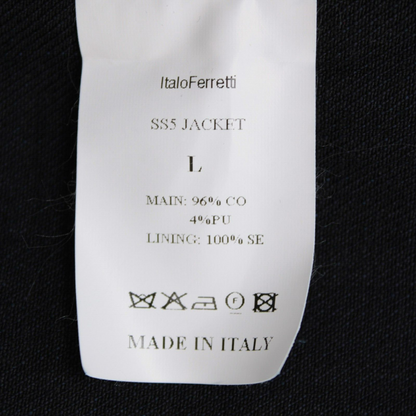 ItaloFerretti
SS5 JACKET
L
MAIN: 96% CO
4%PU
LINING: 100% SE
F
MADE IN ITALY